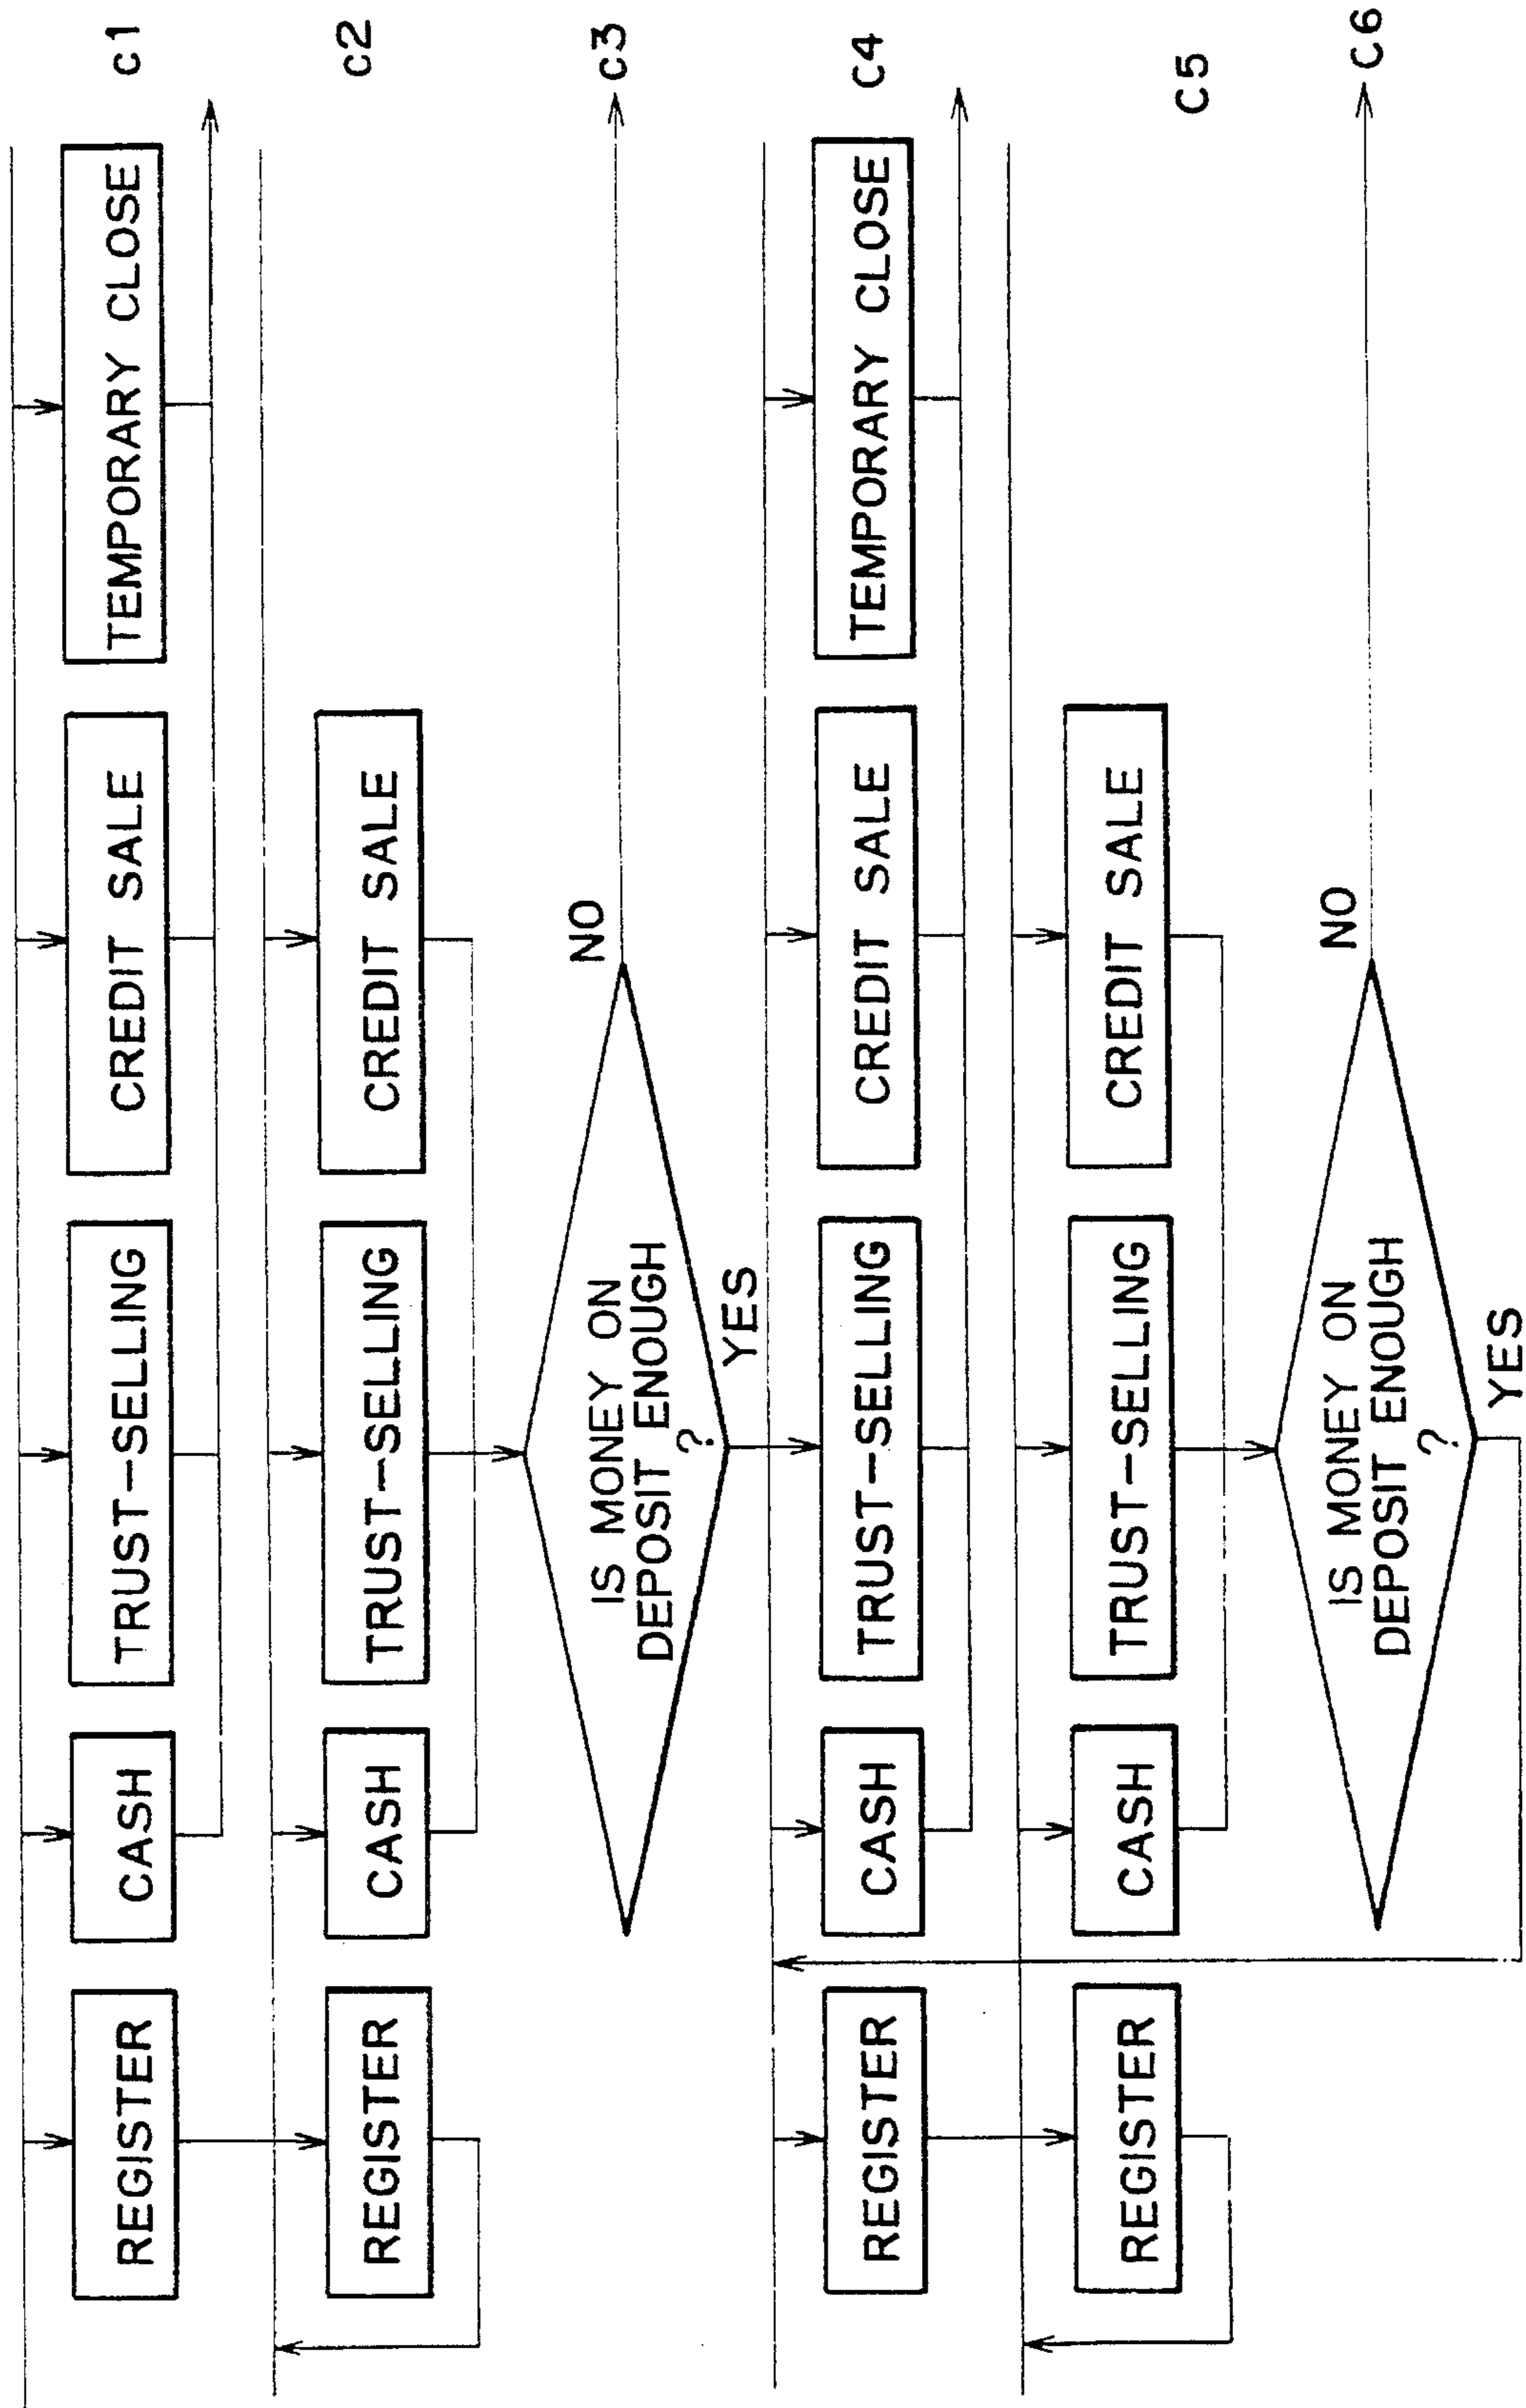 REGISTER
CASH
TRUST-SELLING
CREDIT SALE
TEMPORARY CLOSE
c1
REGISTER
CASH
TRUST-SELLING
CREDIT SALE
c2
IS MONEY ON
DEPOSIT ENOUGH
?
NO
c3
YES
REGISTER
CASH
TRUST-SELLING
CREDIT SALE
TEMPORARY CLOSE
C4
REGISTER
CASH
TRUST-SELLING
CREDIT SALE
C5
IS MONEY ON
DEPOSIT ENOUGH
?
NO
C6
YES